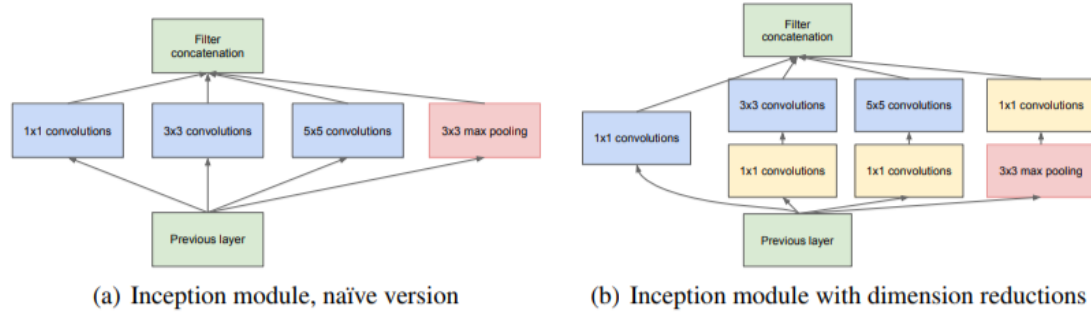 Filter
concatenation
1x1 convolutions
3x3 convolutions
5x5 convolutions
3x3 max pooling
Previous layer
(a) Inception module, naïve version
Filter
concatenation
3x3 convolutions
5x5 convolutions
1x1 convolutions
1x1 convolutions
1x1 convolutions
1x1 convolutions
3x3 max pooling
Previous layer
(b) Inception module with dimension reductions